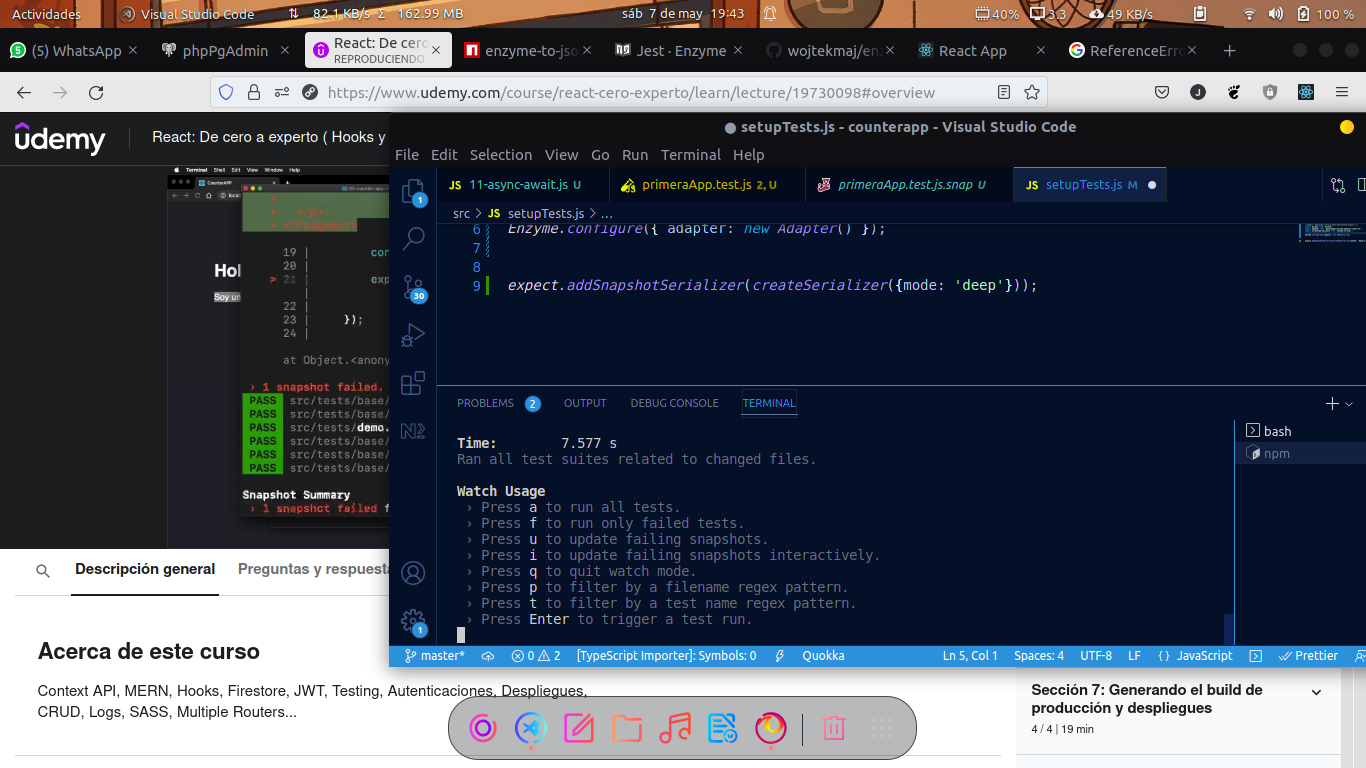 Actividades
Visual Studio Code
82.1 KB/s Σ 162.99 MB
sáb 7 de may 19:43
40%
3.3
49 KB/s
100 %
(5) WhatsApp
phpPgAdmin
React: De cero
REPRODUCIENDO
enzyme-to-jso
Jest · Enzyme
wojtekmaj/en
React App
ReferenceErr
https://www.udemy.com/course/react-cero-experto/learn/lecture/19730098#overview
udemy
React: De cero a experto ( Hooks y
setupTests.js - counterapp - Visual Studio Code
File Edit Selection View Go Run Terminal Help
JS 11-async-await.js U
primeraApp.test.js 2, U
primeraApp.test.js.snap U
JS setupTests.js M
src > JS setupTests.js > ...
6 Enzyme.configure({ adapter: new Adapter() });
7
8
9 expect.addSnapshotSerializer(createSerializer({mode: 'deep'}));
1
30
1
PROBLEMS 2 OUTPUT DEBUG CONSOLE TERMINAL
Time: 7.577 s
Ran all test suites related to changed files.
Watch Usage
› Press a to run all tests.
› Press f to run only failed tests.
› Press u to update failing snapshots.
› Press i to update failing snapshots interactively.
› Press q to quit watch mode.
› Press p to filter by a filename regex pattern.
› Press t to filter by a test name regex pattern.
› Press Enter to trigger a test run.
bash
npm
master*
0 2
[TypeScript Importer]: Symbols: 0
Quokka
Ln 5, Col 1
Spaces: 4
UTF-8
LF
{} JavaScript
Prettier
Terminal Shell Edit View Window Help
CounterAPP
+ </p>
+ </Fragment>
Hol
Soy un
19 | con
20 |
> 21 | exp
|
22 |
23 | });
24 |
at Object.<anony
› 1 snapshot failed.
PASS src/tests/base/
PASS src/tests/base/
PASS src/tests/demo.
PASS src/tests/base/
PASS src/tests/base/
PASS src/tests/base/
Snapshot Summary
› 1 snapshot failed f
Descripción general
Preguntas y respuesta
Acerca de este curso
Context API, MERN, Hooks, Firestore, JWT, Testing, Autenticaciones, Despliegues,
CRUD, Logs, SASS, Multiple Routers...
Sección 7: Generando el build de
producción y despliegues
4 / 4 | 19 min